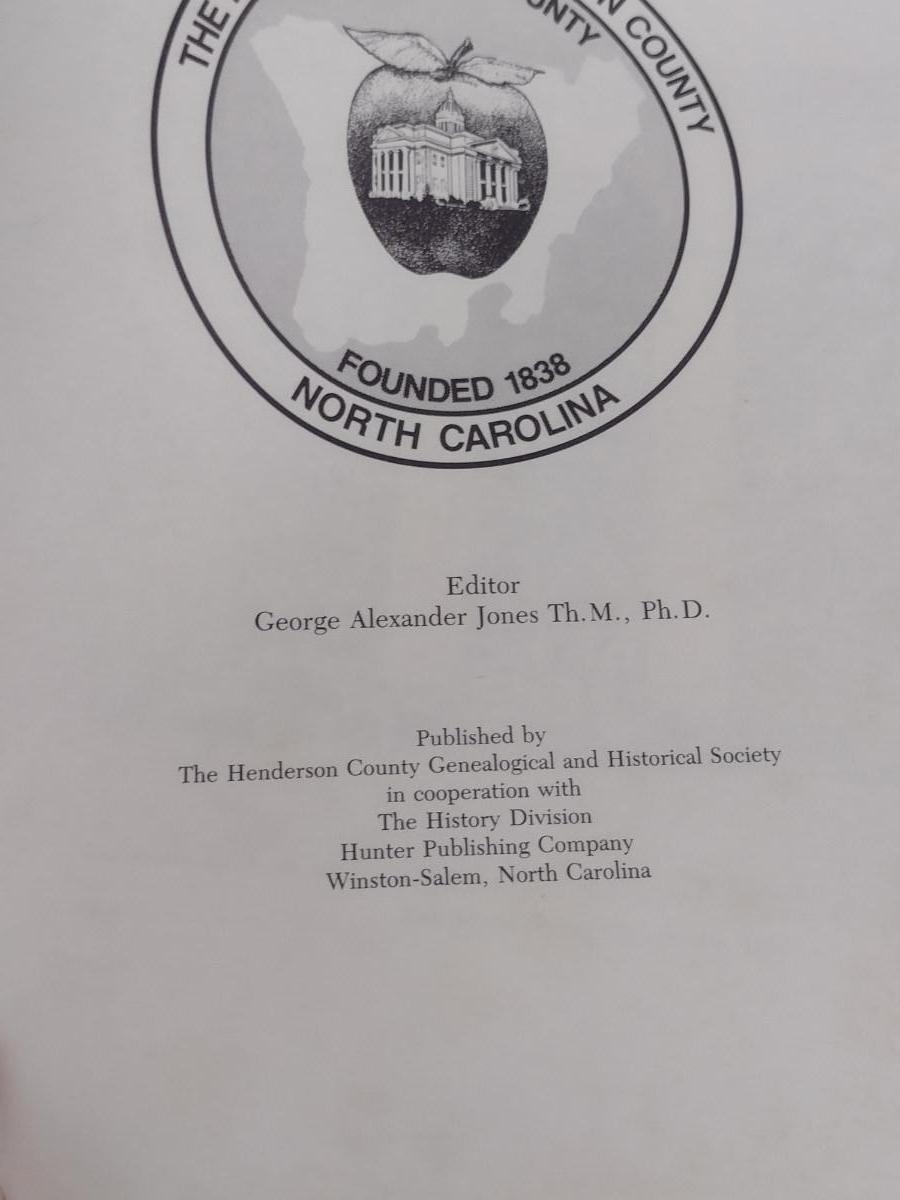 THE
N COUNTY
UNTY
FOUNDED 1838
NORTH CAROLINA
Editor
George Alexander Jones Th.M., Ph.D.
Published by
The Henderson County Genealogical and Historical Society
in cooperation with
The History Division
Hunter Publishing Company
Winston-Salem, North Carolina